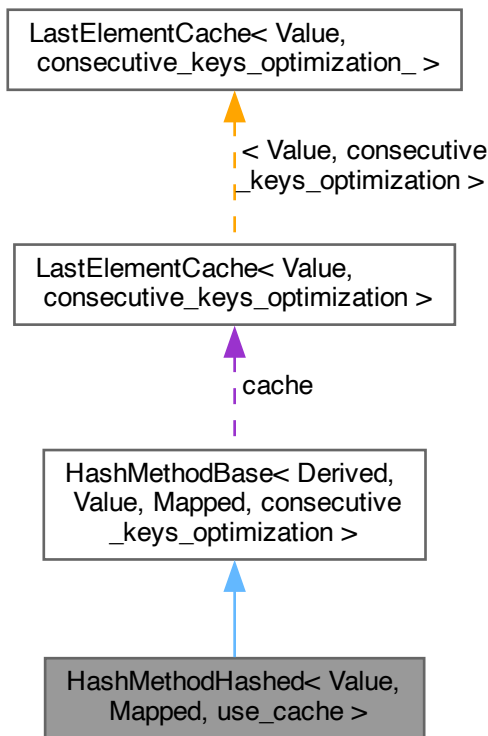 LastElementCache< Value,
consecutive_keys_optimization_ >
< Value, consecutive
_keys_optimization >
LastElementCache< Value,
consecutive_keys_optimization >
cache
HashMethodBase< Derived,
Value, Mapped, consecutive
_keys_optimization >
HashMethodHashed< Value,
Mapped, use_cache >